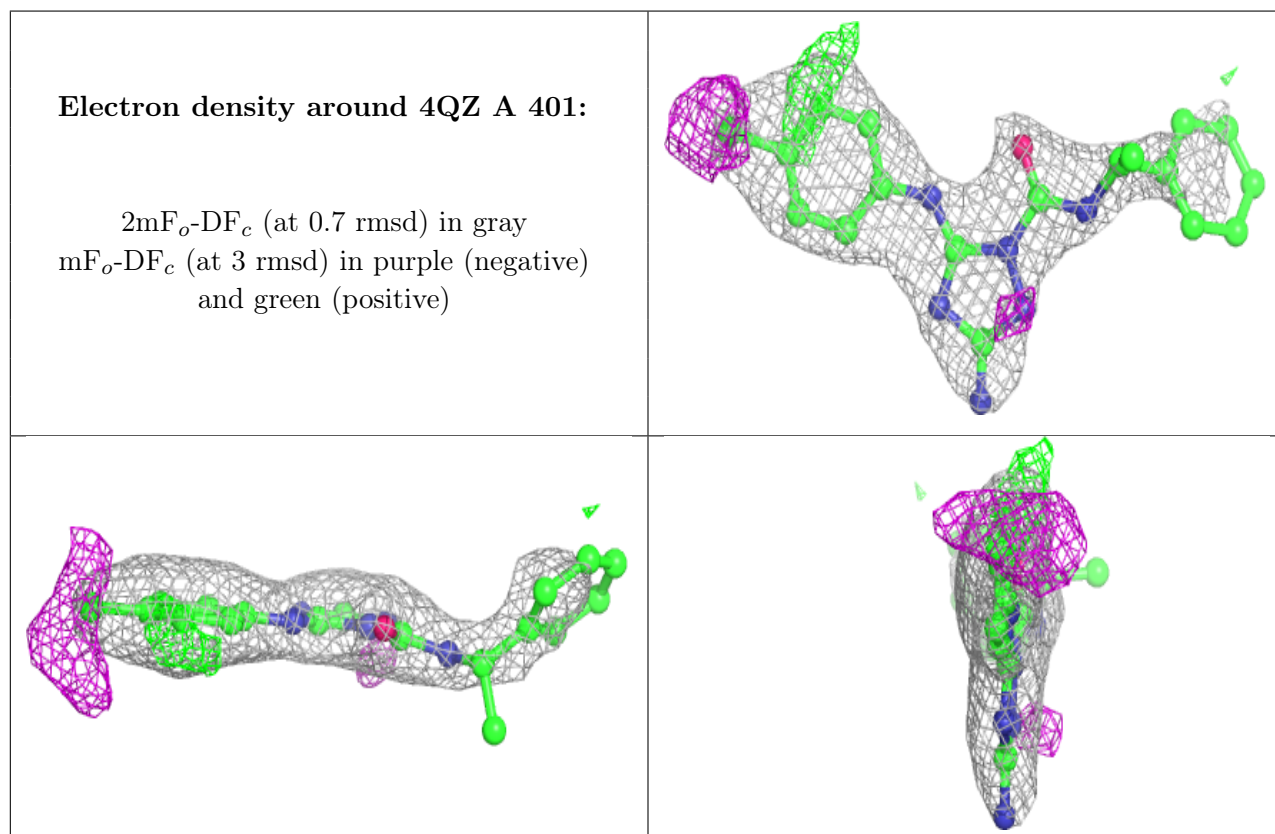 Electron density around 4QZ A 401:
2mFo-DFc (at 0.7 rmsd) in gray
mFo-DFc (at 3 rmsd) in purple (negative)
and green (positive)